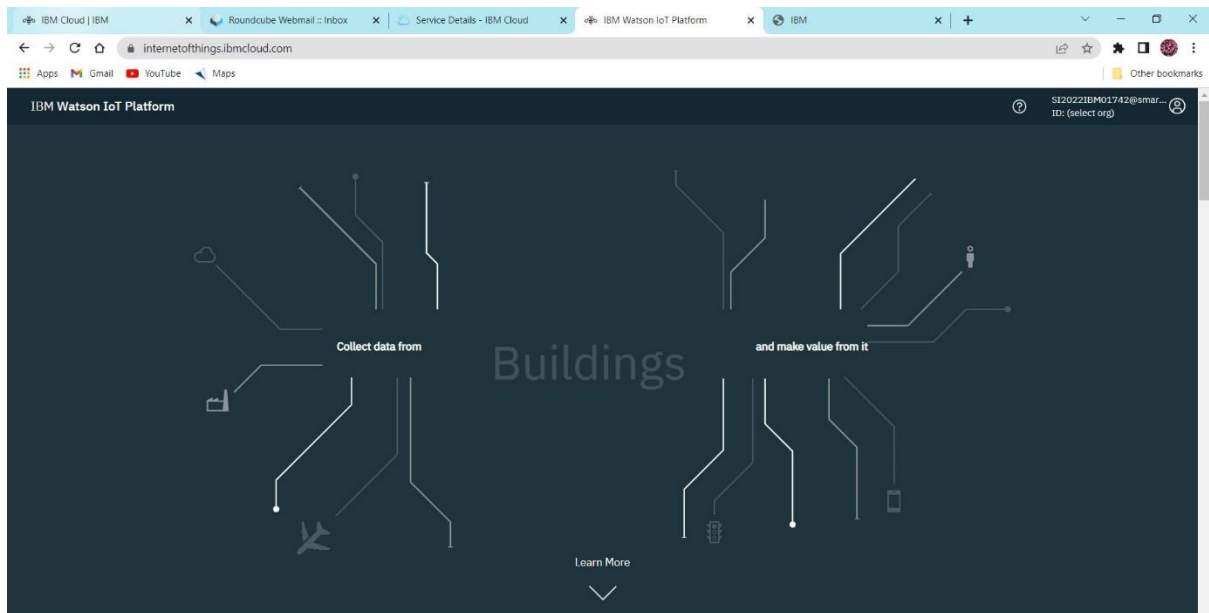 IBM Cloud | IBM
Roundcube Webmail :: Inbox
Service Details - IBM Cloud
IBM Watson IoT Platform
IBM
internetofthings.ibmcloud.com
Apps
Gmail
YouTube
Maps
Other bookmarks
IBM Watson IoT Platform
SI2022IBM01742@smar...
ID: (select org)
Collect data from
Buildings
and make value from it
Learn More